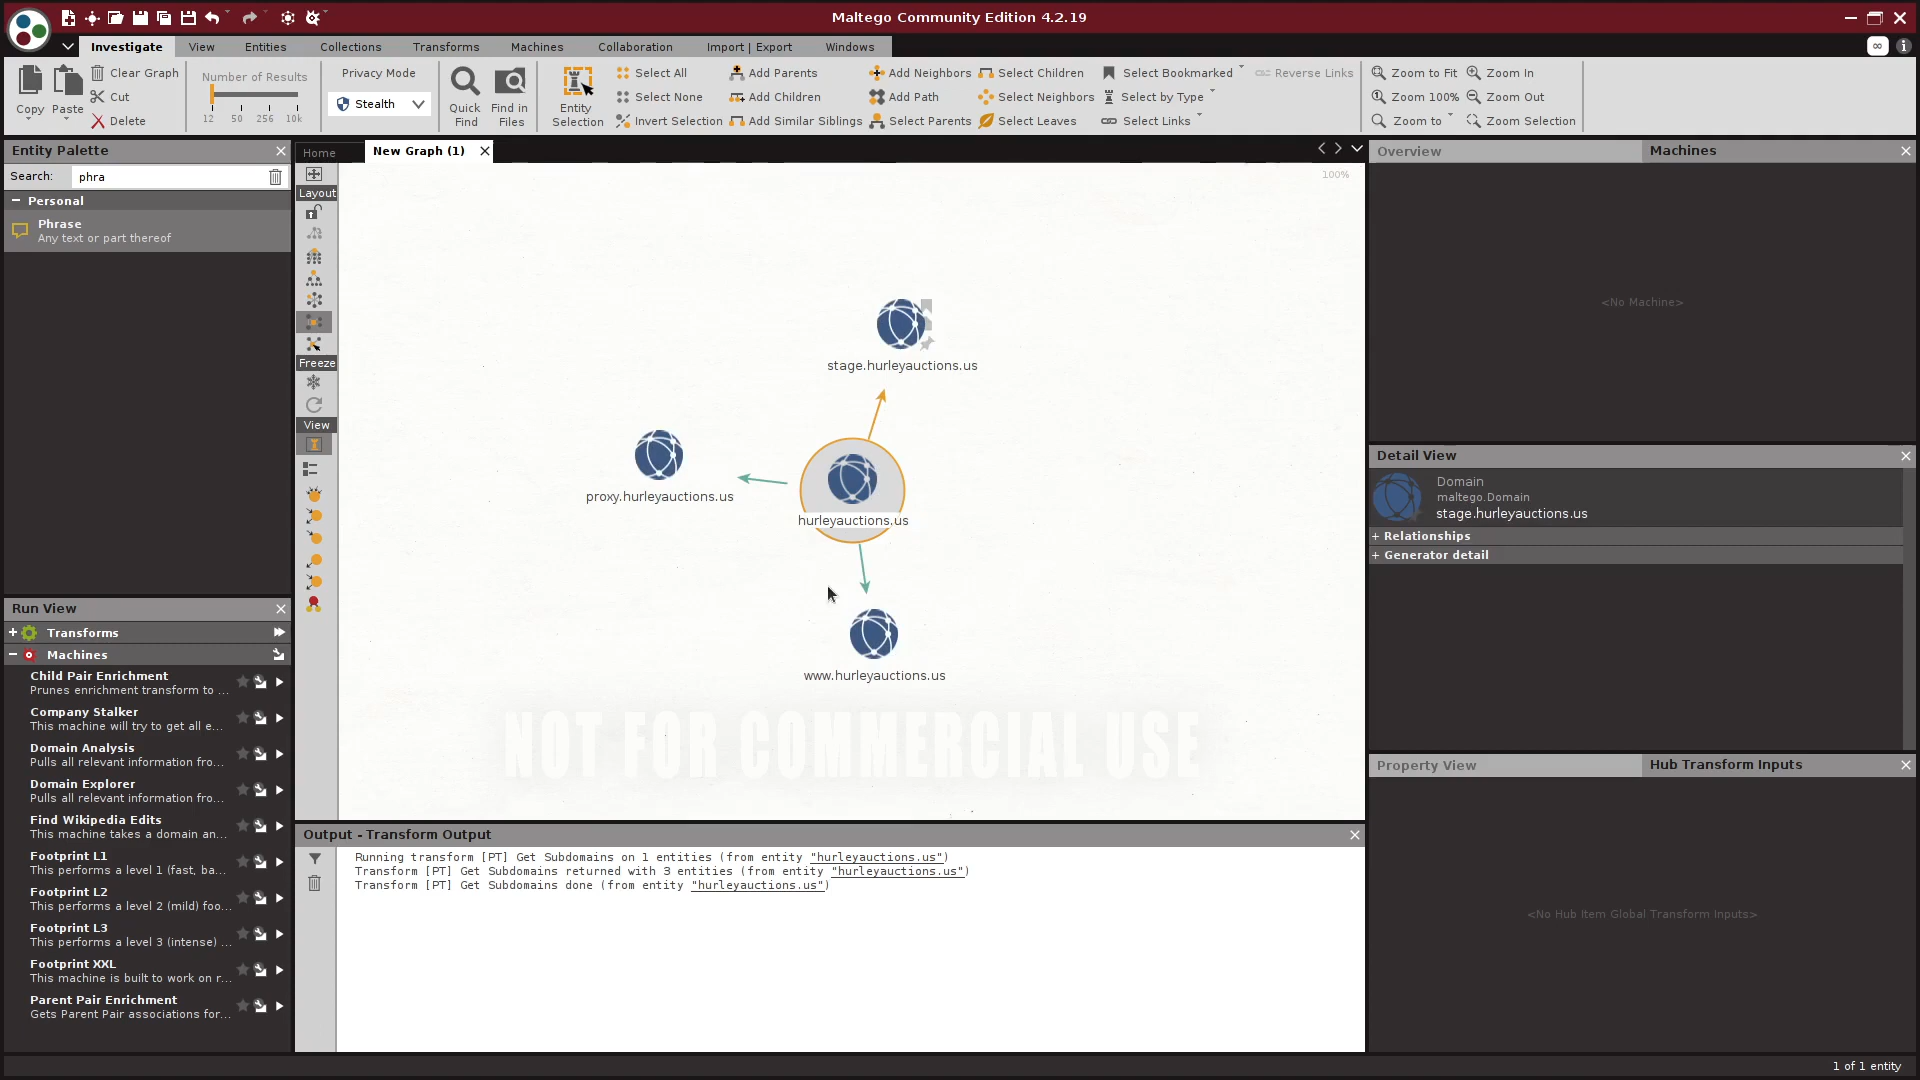 Maltego Community Edition 4.2.19
Investigate View Entities Collections Transforms Machines Collaboration Import | Export Windows
Copy
Paste
Clear Graph
Cut
Delete
Number of Results
12 50 256 10k
Privacy Mode
Stealth
Quick
Find
Find in
Files
Entity
Selection
Select All
Select None
Invert Selection
Add Parents
Add Children
Add Similar Siblings
Add Neighbors
Add Path
Select Parents
Select Children
Select Neighbors
Select Leaves
Select Bookmarked
Select by Type
Select Links
Reverse Links
Zoom to Fit
Zoom 100%
Zoom to
Zoom In
Zoom Out
Zoom Selection
Entity Palette
Search: phra
Personal
Phrase
Any text or part thereof
Run View
Transforms
Machines
Child Pair Enrichment
Prunes enrichment transform to ...
Company Stalker
This machine will try to get all e...
Domain Analysis
Pulls all relevant information fro...
Domain Explorer
Pulls all relevant information fro...
Find Wikipedia Edits
This machine takes a domain an...
Footprint L1
This performs a level 1 (fast, ba...
Footprint L2
This performs a level 2 (mild) foo...
Footprint L3
This performs a level 3 (intense) ...
Footprint XXL
This machine is built to work on r...
Parent Pair Enrichment
Gets Parent Pair associations for...
Home
New Graph (1)
Layout
Freeze
View
100%
stage.hurleyauctions.us
proxy.hurleyauctions.us
hurleyauctions.us
www.hurleyauctions.us
NOT FOR COMMERCIAL USE
Output - Transform Output
Running transform [PT] Get Subdomains on 1 entities (from entity "hurleyauctions.us")
Transform [PT] Get Subdomains returned with 3 entities (from entity "hurleyauctions.us")
Transform [PT] Get Subdomains done (from entity "hurleyauctions.us")
Overview
Machines
<No Machine>
Detail View
Domain
maltego.Domain
stage.hurleyauctions.us
+ Relationships
+ Generator detail
Property View
Hub Transform Inputs
<No Hub Item Global Transform Inputs>
1 of 1 entity